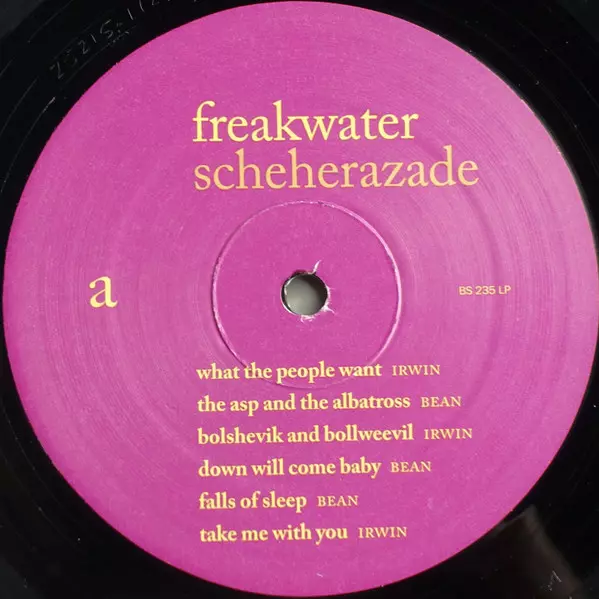 freakwater
scheherazade
a
BS 235 LP
what the people want IRWIN
the asp and the albatross BEAN
bolshevik and bollweevil IRWIN
down will come baby BEAN
falls of sleep BEAN
take me with you IRWIN